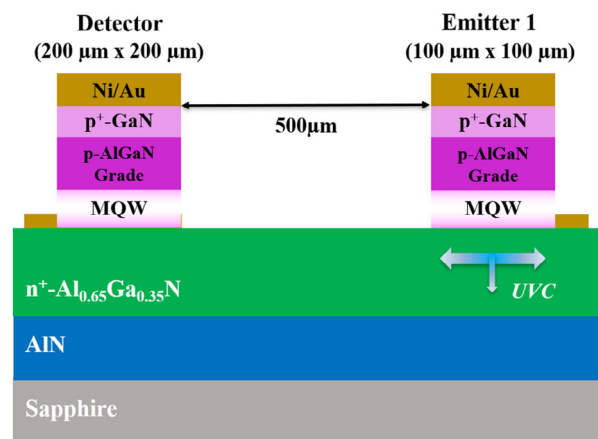 Detector
(200 μm x 200 μm)
Emitter 1
(100 μm x 100 μm)
Ni/Au
p⁺-GaN
p-AlGaN
Grade
MQW
500μm
Ni/Au
p⁺-GaN
p-AlGaN
Grade
MQW
n⁺-Al₀.₆₅Ga₀.₃₅N
UVC
AlN
Sapphire